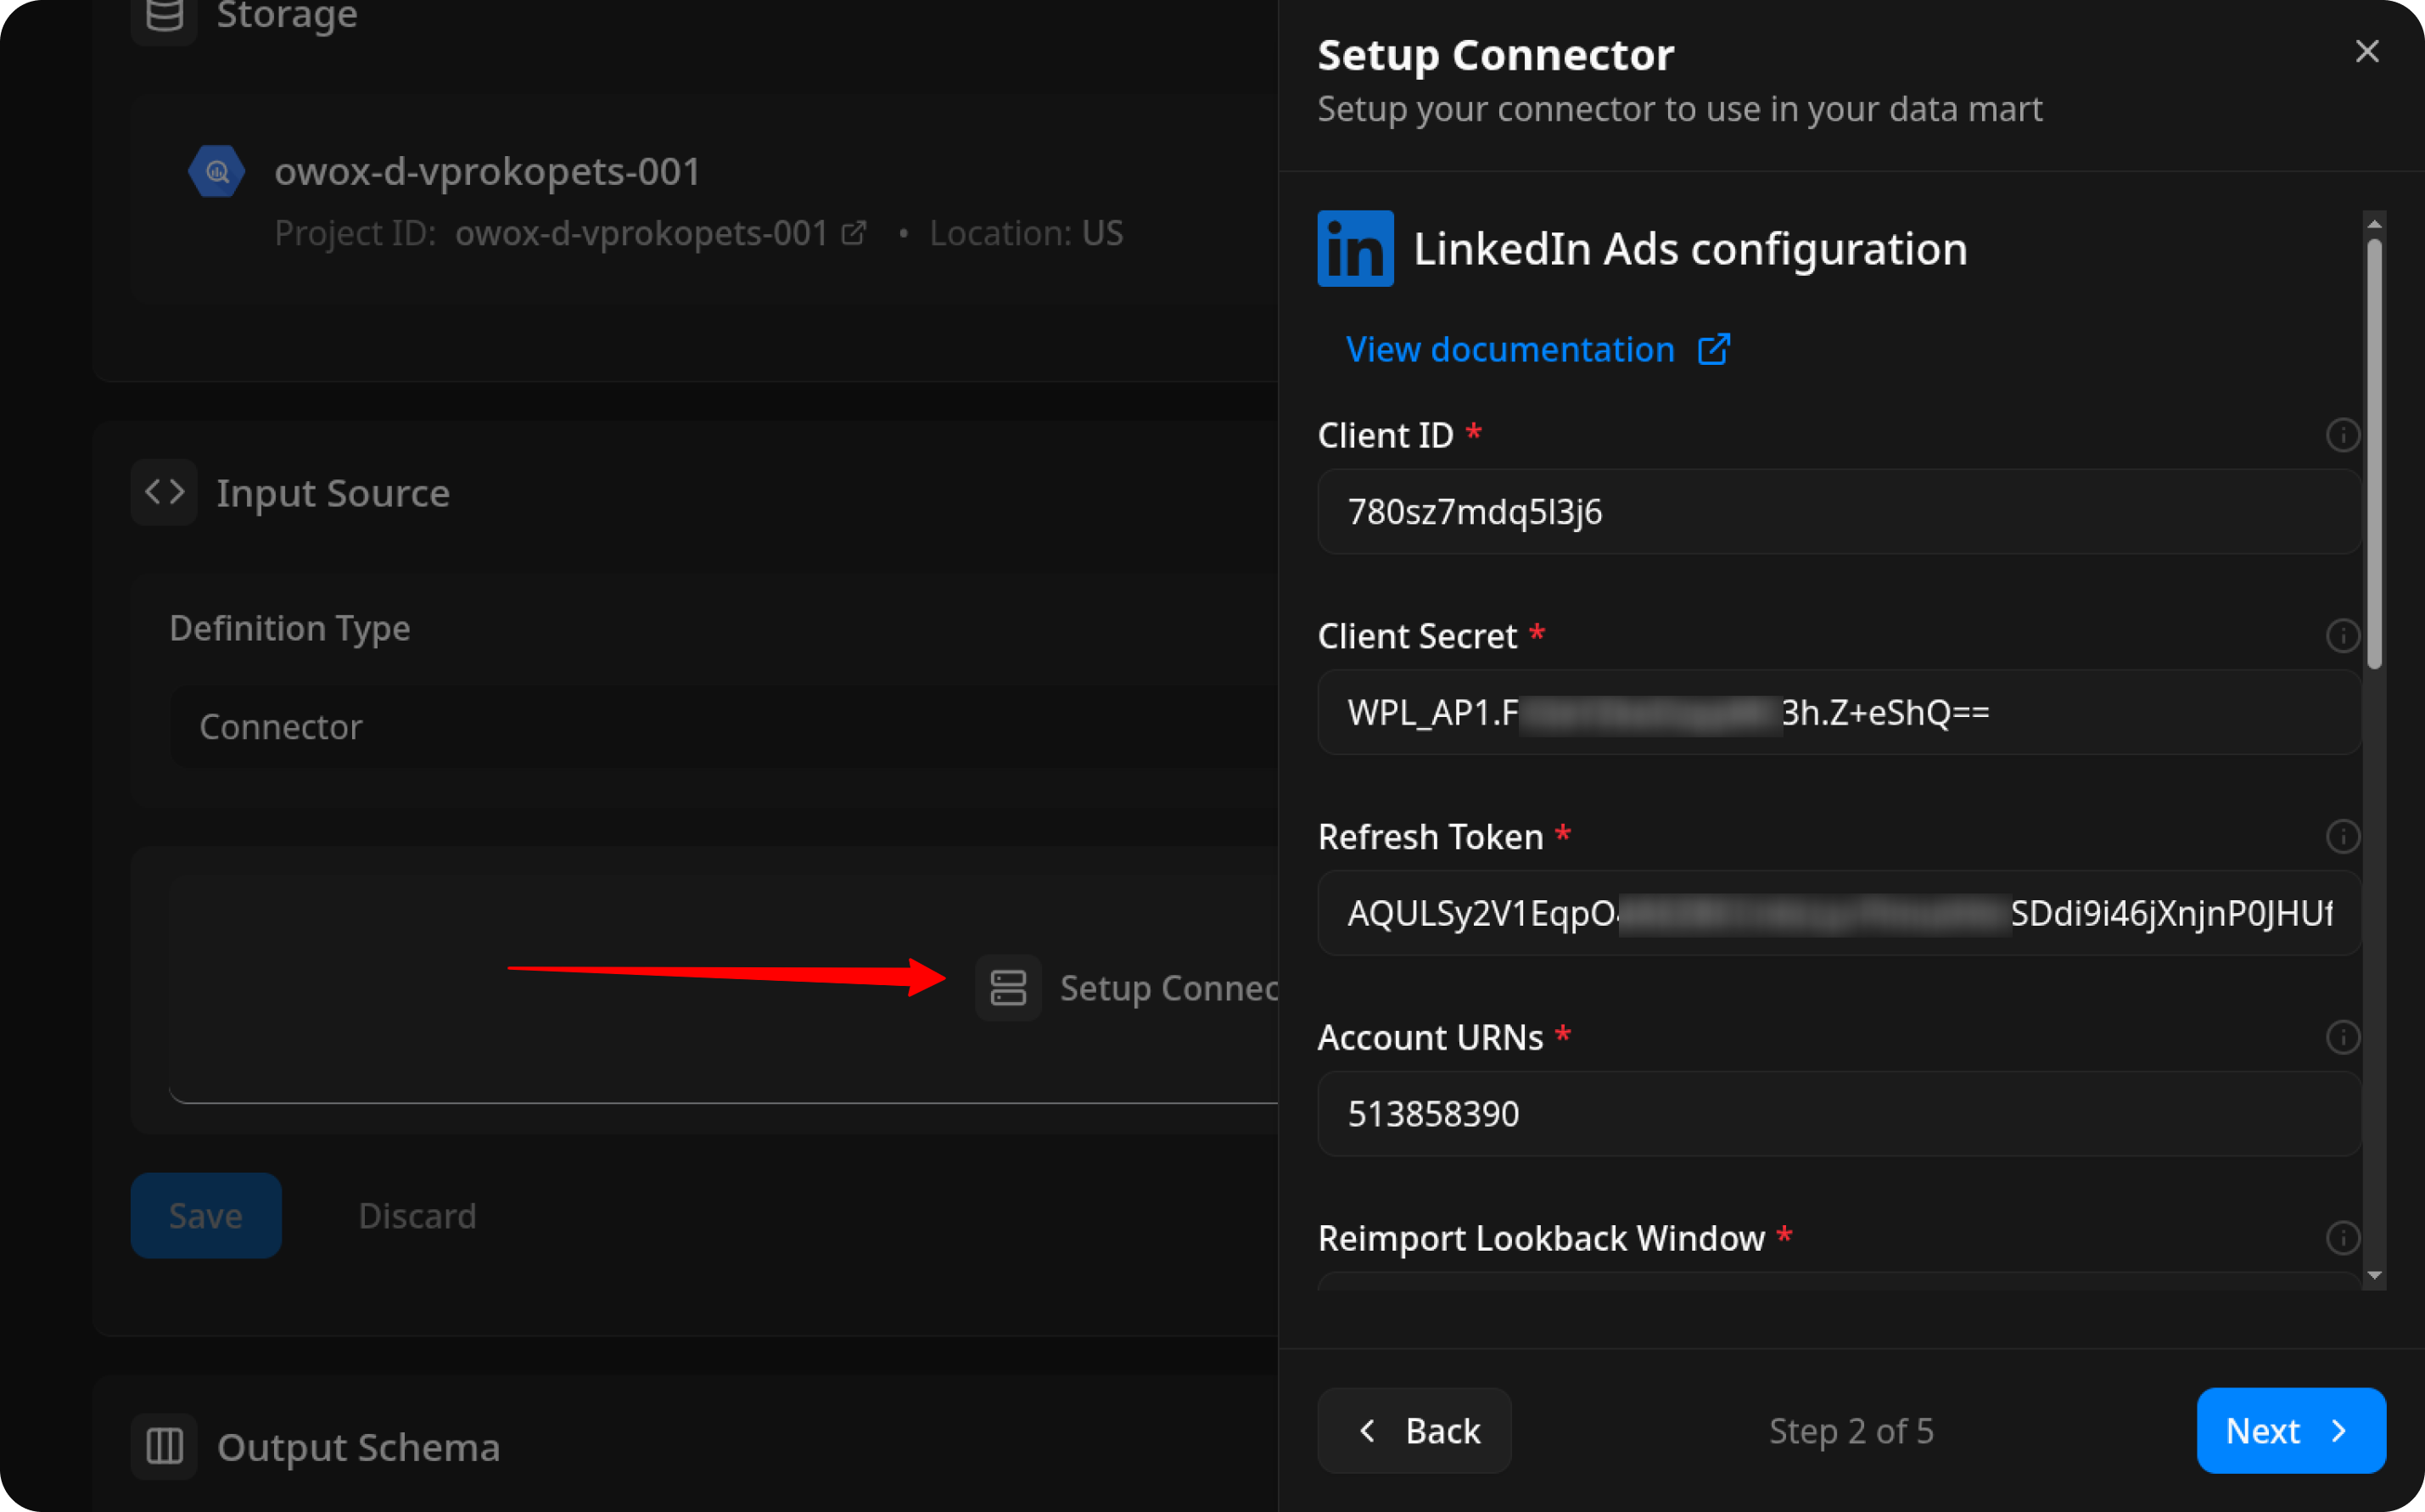 Storage
owox-d-vprokopets-001
Project ID: owox-d-vprokopets-001 • Location: US
Input Source
Definition Type
Connector
Setup Connec
Save
Discard
Output Schema
Setup Connector
Setup your connector to use in your data mart
in LinkedIn Ads configuration
View documentation
Client ID *
780sz7mdq5l3j6
Client Secret *
WPL_AP1.F 3h.Z+eShQ==
Refresh Token *
AQULSy2V1EqpO SDdi9i46jXnjnP0JHUf
Account URNs *
513858390
Reimport Lookback Window *
Back
Step 2 of 5
Next